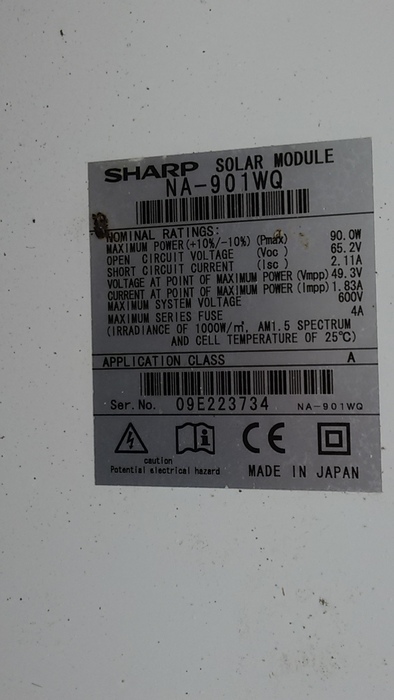 SHARP SOLAR MODULE
NA-901WQ
NOMINAL RATINGS:
MAXIMUM POWER(+10%/-10%) (Pmax) 90.0W
OPEN CIRCUIT VOLTAGE (Voc) 65.2V
SHORT CIRCUIT CURRENT (Isc) 2.11A
VOLTAGE AT POINT OF MAXIMUM POWER (Vmpp) 49.3V
CURRENT AT POINT OF MAXIMUM POWER (Impp) 1.83A
MAXIMUM SYSTEM VOLTAGE 600V
MAXIMUM SERIES FUSE 4A
(IRRADIANCE OF 1000W/㎡, AM1.5 SPECTRUM
AND CELL TEMPERATURE OF 25℃)
APPLICATION CLASS A
Ser.No. 09E223734 NA-901WQ
CE
caution
Potential electrical hazard
MADE IN JAPAN